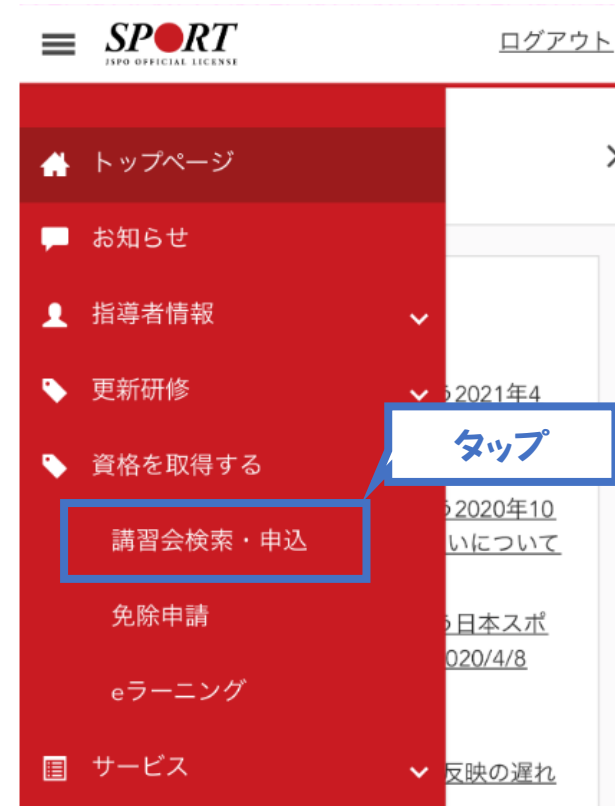 SPORT
JSPO OFFICIAL LICENSE
ログアウト
トップページ
お知らせ
指導者情報
更新研修
2021年4
タップ
資格を取得する
2020年10
講習会検索・申込
いについて
免除申請
日本スポ
020/4/8
eラーニング
サービス
反映の遅れ